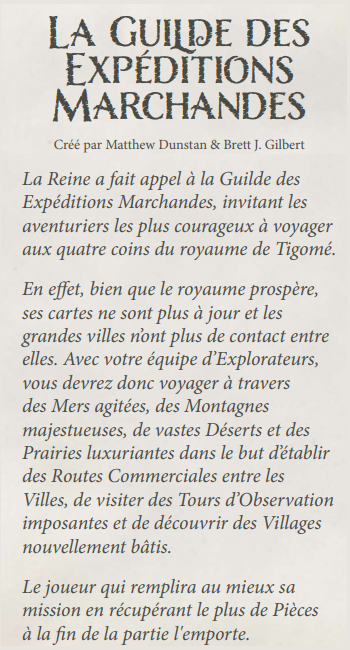 La Guilde des
Expéditions
Marchandes
Créé par Matthew Dunstan & Brett J. Gilbert
La Reine a fait appel à la Guilde des
Expéditions Marchandes, invitant les
aventuriers les plus courageux à voyager
aux quatre coins du royaume de Tigomé.
En effet, bien que le royaume prospère,
ses cartes ne sont plus à jour et les
grandes villes n'ont plus de contact entre
elles. Avec votre équipe d'Explorateurs,
vous devrez donc voyager à travers
des Mers agitées, des Montagnes
majestueuses, de vastes Déserts et des
Prairies luxuriantes dans le but d'établir
des Routes Commerciales entre les
Villes, de visiter des Tours d'Observation
imposantes et de découvrir des Villages
nouvellement bâtis.
Le joueur qui remplira au mieux sa
mission en récupérant le plus de Pièces
à la fin de la partie l'emporte.